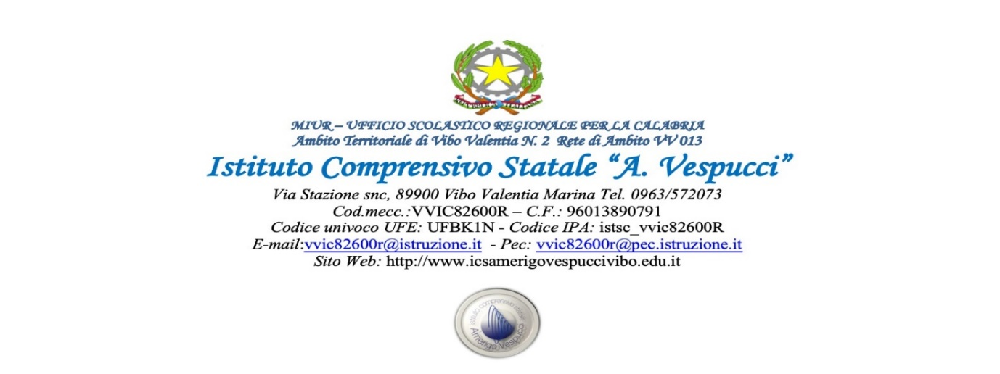 REPVBBLICA ITALIANA
MIUR – UFFICIO SCOLASTICO REGIONALE PER LA CALABRIA
Ambito Territoriale di Vibo Valentia N. 2 Rete di Ambito VV 013
Istituto Comprensivo Statale “A. Vespucci”
Via Stazione snc, 89900 Vibo Valentia Marina Tel. 0963/572073
Cod.mecc.:VVIC82600R – C.F.: 96013890791
Codice univoco UFE: UFBK1N - Codice IPA: istsc_vvic82600R
E-mail:vvic82600r@istruzione.it - Pec: vvic82600r@pec.istruzione.it
Sito Web: http://www.icsamerigovespuccivibo.edu.it
istituto comprensivo statale
Amerigo Vespucci